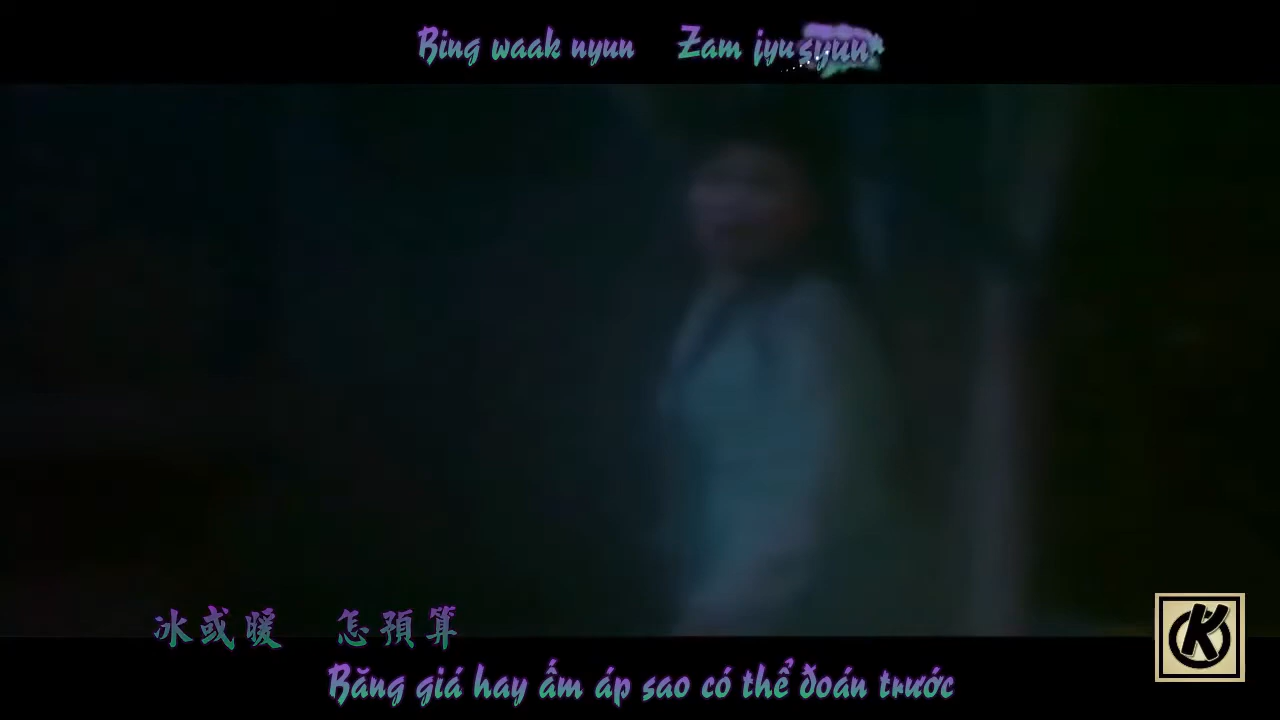 Bing waak nyun Zam jyu syun
冰或暖 怎預算
Băng giá hay ấm áp sao có thể đoán trước
K